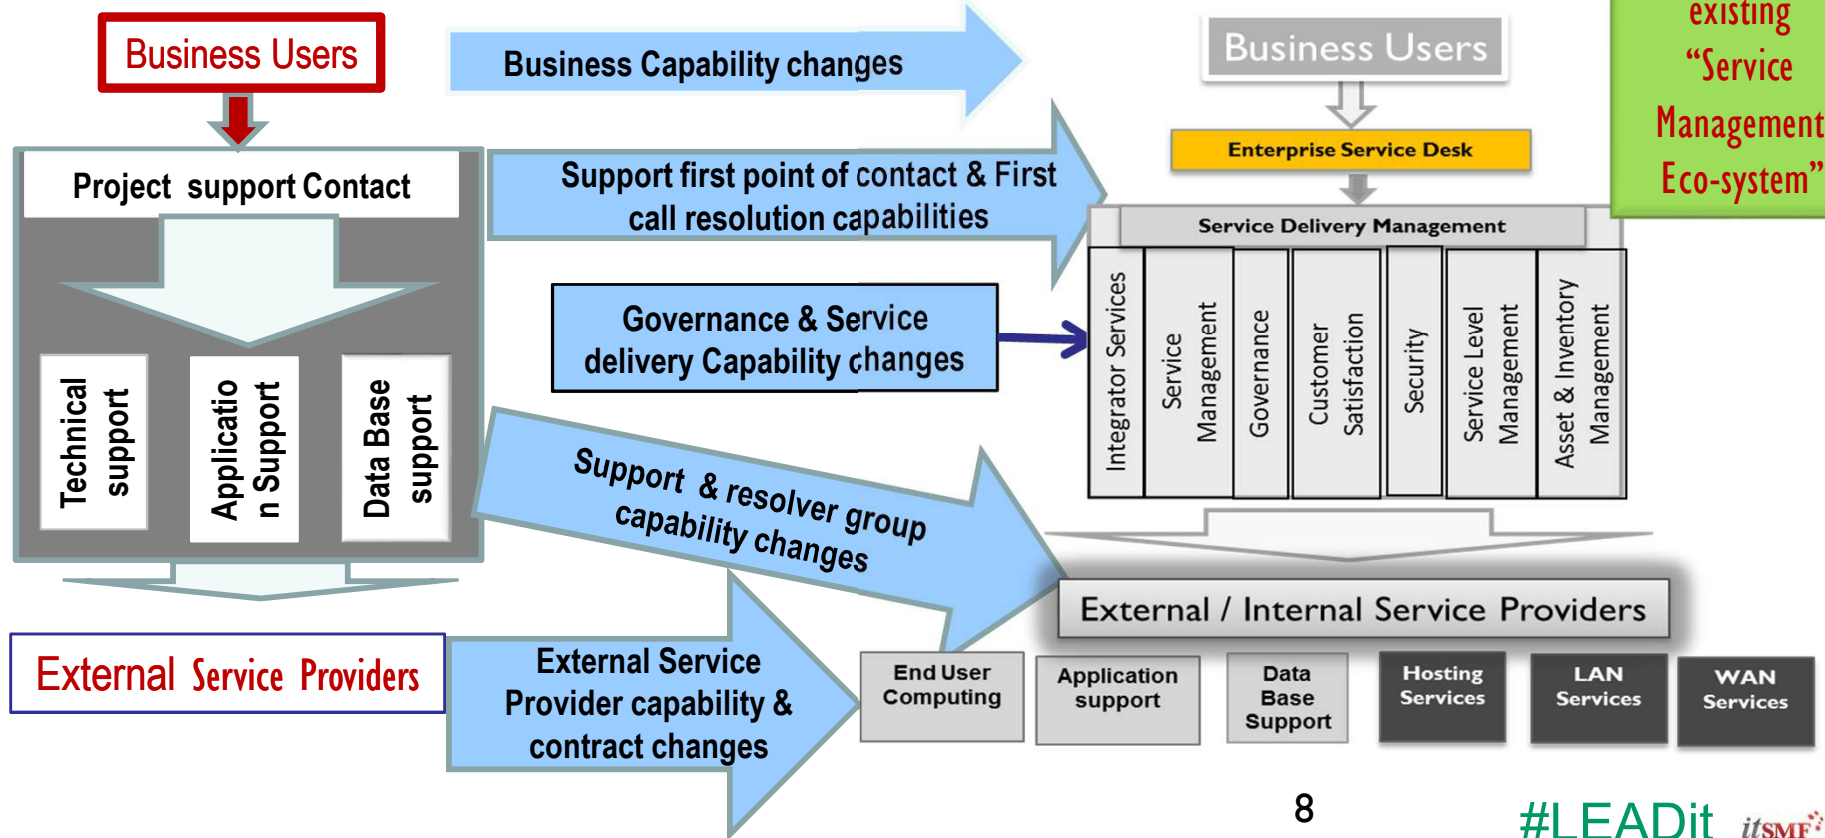 Business Users
Project support Contact
Technical
support
Applicatio
n Support
Data Base
support
External Service Providers
Business Capability changes
Support first point of contact & First
call resolution capabilities
Governance & Service
delivery Capability changes
Support & resolver group
capability changes
External Service
Provider capability &
contract changes
Business Users
Enterprise Service Desk
Service Delivery Management
Integrator Services
Service
Management
Governance
Customer
Satisfaction
Security
Service Level
Management
Asset & Inventory
Management
External / Internal Service Providers
End User
Computing
Application
support
Data
Base
Support
Hosting
Services
LAN
Services
WAN
Services
existing
“Service
Management
Eco-system”
8
#LEADit
itSMF